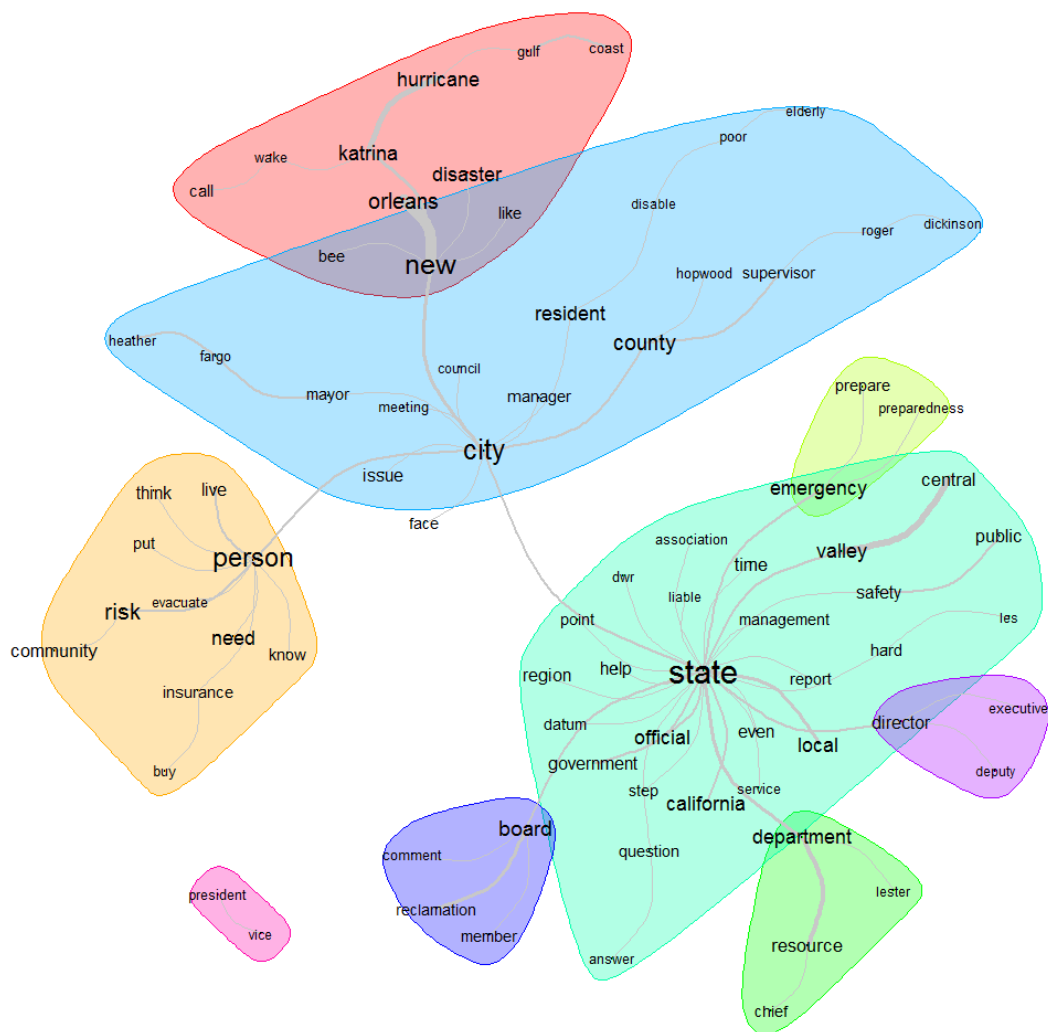 coast
gulf
hurricane
elderly
poor
katrina
wake
disaster
call
orleans
disable
like
dickinson
roger
bee
new
hopwood
supervisor
resident
heather
county
fargo
council
prepare
mayor
manager
meeting
preparedness
city
issue
central
emergency
live
think
face
public
association
put
valley
person
time
dwr
safety
liable
evacuate
risk
point
management
les
need
community
know
hard
state
help
region
report
insurance
executive
datum
director
even
official
local
government
buy
deputy
step
service
california
board
department
question
comment
president
lester
reclamation
vice
member
resource
answer
chief